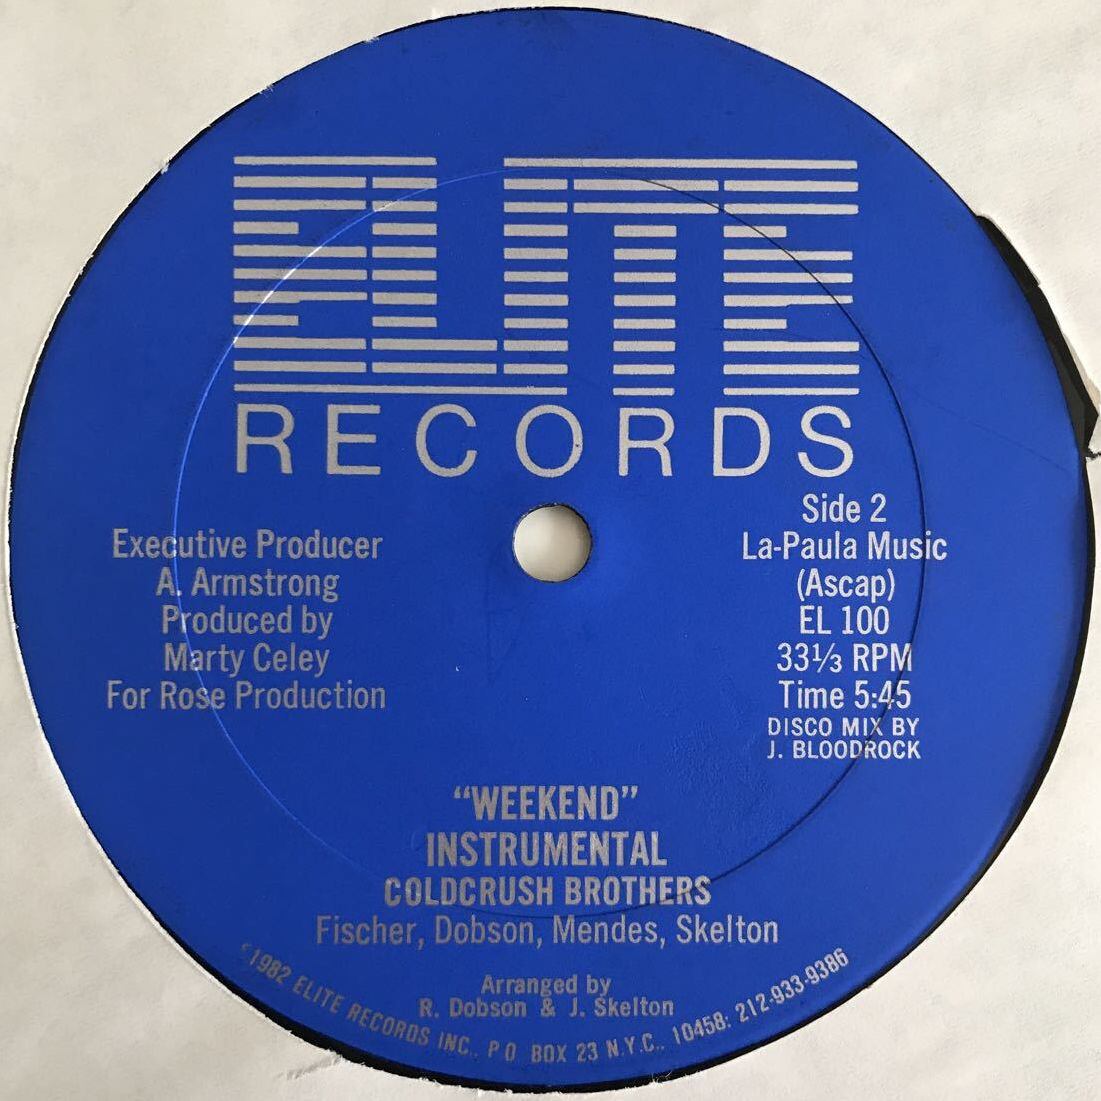 ELITE
RECORDS
Executive Producer
A. Armstrong
Produced by
Marty Celey
For Rose Production
Side 2
La-Paula Music
(Ascap)
EL 100
33⅓ RPM
Time 5:45
DISCO MIX BY
J. BLOODROCK
"WEEKEND"
INSTRUMENTAL
COLDCRUSH BROTHERS
Fischer, Dobson, Mendes, Skelton
Arranged by
R. Dobson & J. Skelton
©1982 ELITE RECORDS INC., P O BOX 23 N.Y.C., 10458: 212-933-9386